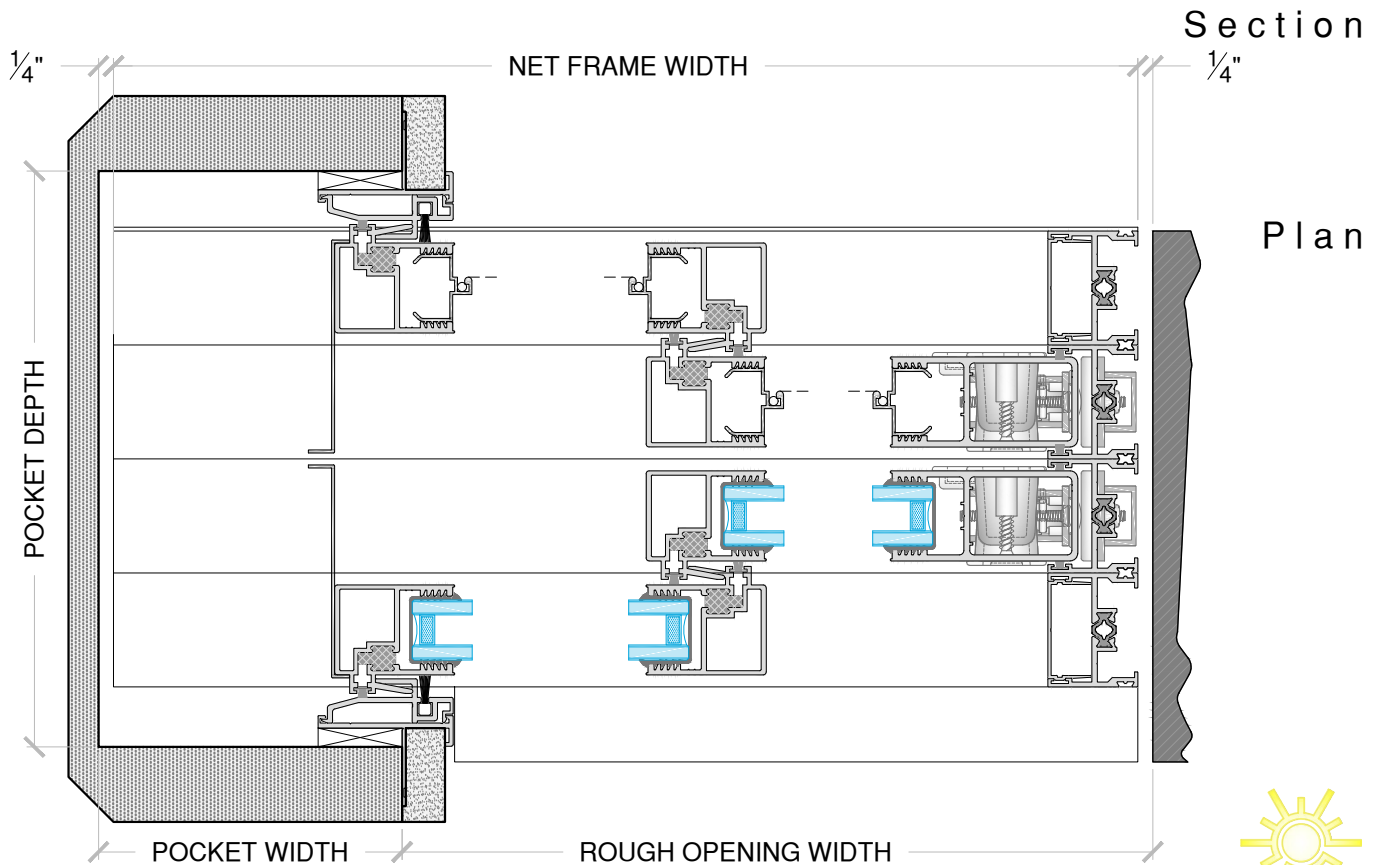 Section
¼" NET FRAME WIDTH ¼"
Plan
POCKET DEPTH
POCKET WIDTH ROUGH OPENING WIDTH